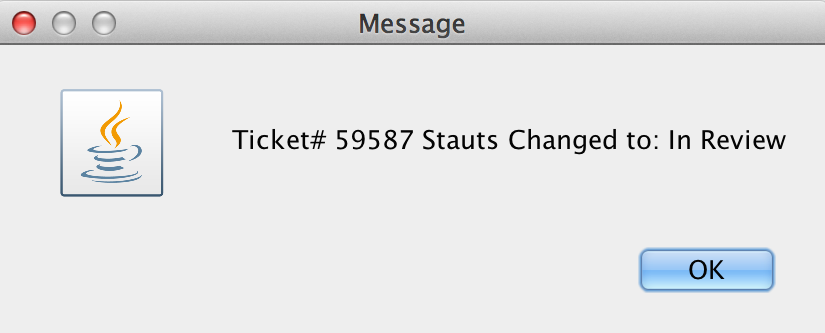 Message
Ticket# 59587 Stauts Changed to: In Review
OK